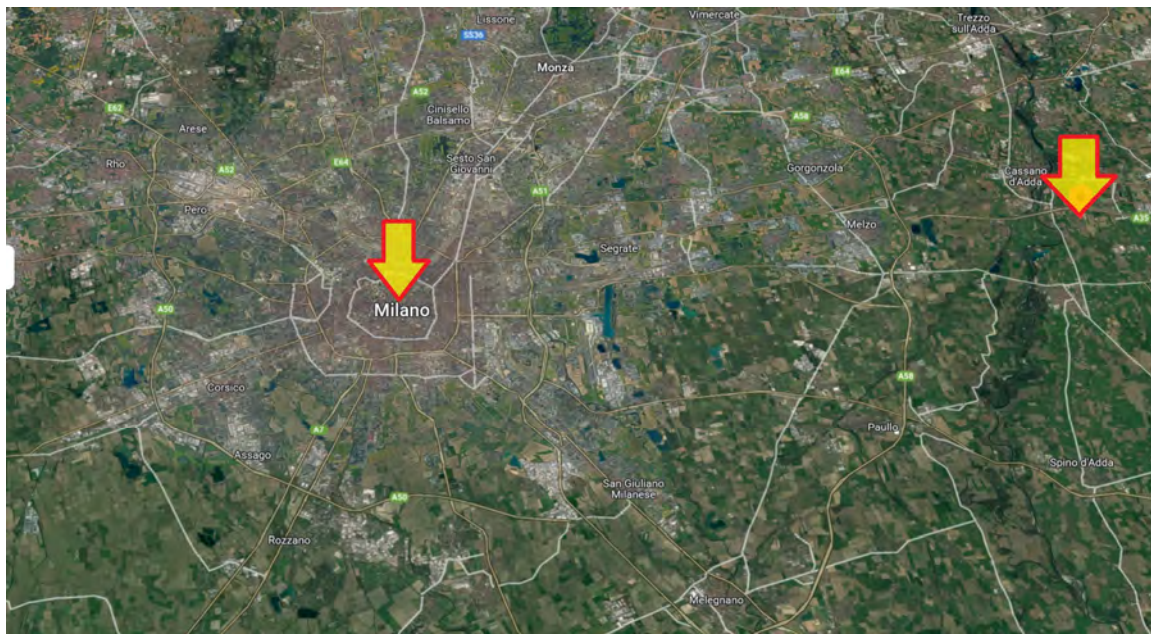 Lissone
Vimercate
Trezzo
sull'Adda
SS36
Monza
E64
A52
E62
Cinisello
Balsamo
A58
Arese
Rho
E64
Sesto San
Giovanni
A52
Gorgonzola
Cassano
d'Adda
A51
Pero
Melzo
A35
Segrate
A50
Milano
Corsico
A58
A7
Paullo
Assago
Spino d'Adda
San Giuliano
Milanese
A50
Rozzano
Melegnano